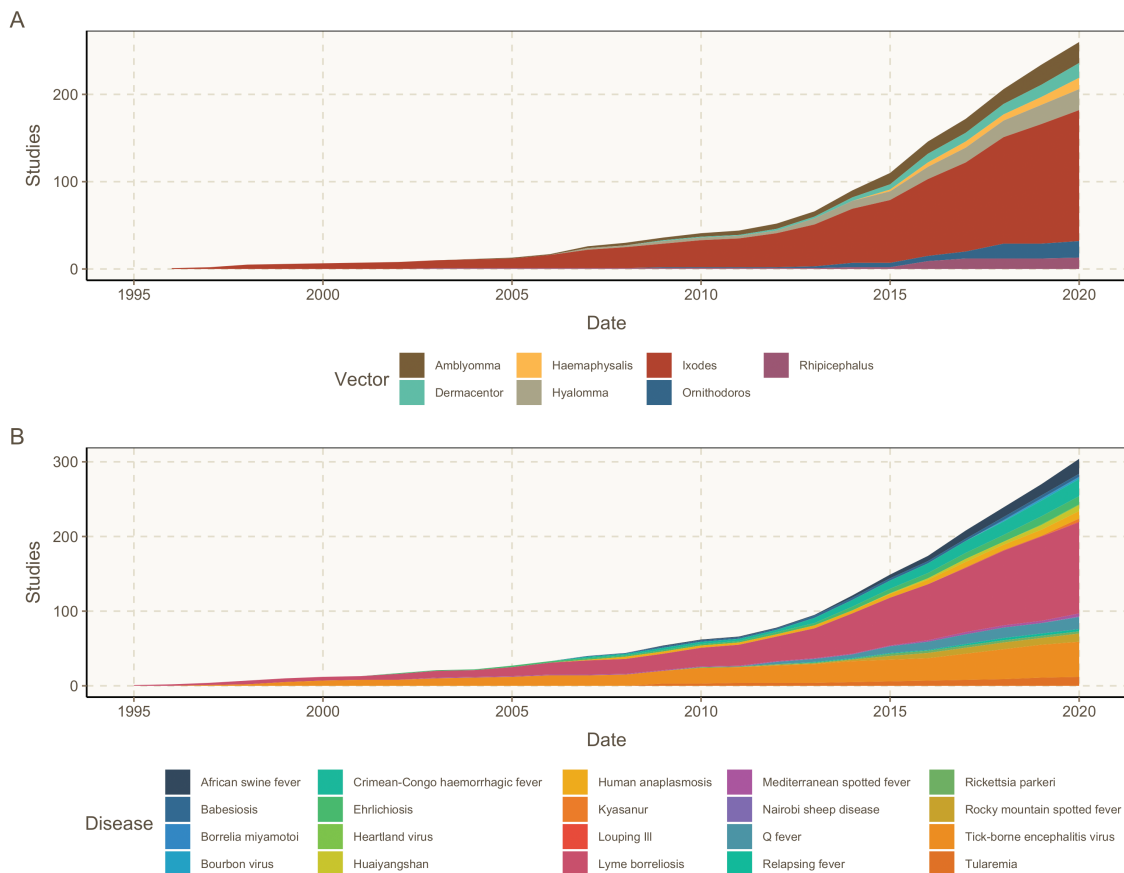 A
Studies
200
100
0
1995 2000 2005 2010 2015 2020
Date
Vector
Amblyomma Haemaphysalis Ixodes Rhipicephalus
Dermacentor Hyalomma Ornithodoros
B
Studies
300
200
100
0
1995 2000 2005 2010 2015 2020
Date
Disease
African swine fever Crimean-Congo haemorrhagic fever Human anaplasmosis Mediterranean spotted fever Rickettsia parkeri
Babesiosis Ehrlichiosis Kyasanur Nairobi sheep disease Rocky mountain spotted fever
Borrelia miyamotoi Heartland virus Louping Ill Q fever Tick-borne encephalitis virus
Bourbon virus Huaiyangshan Lyme borreliosis Relapsing fever Tularemia